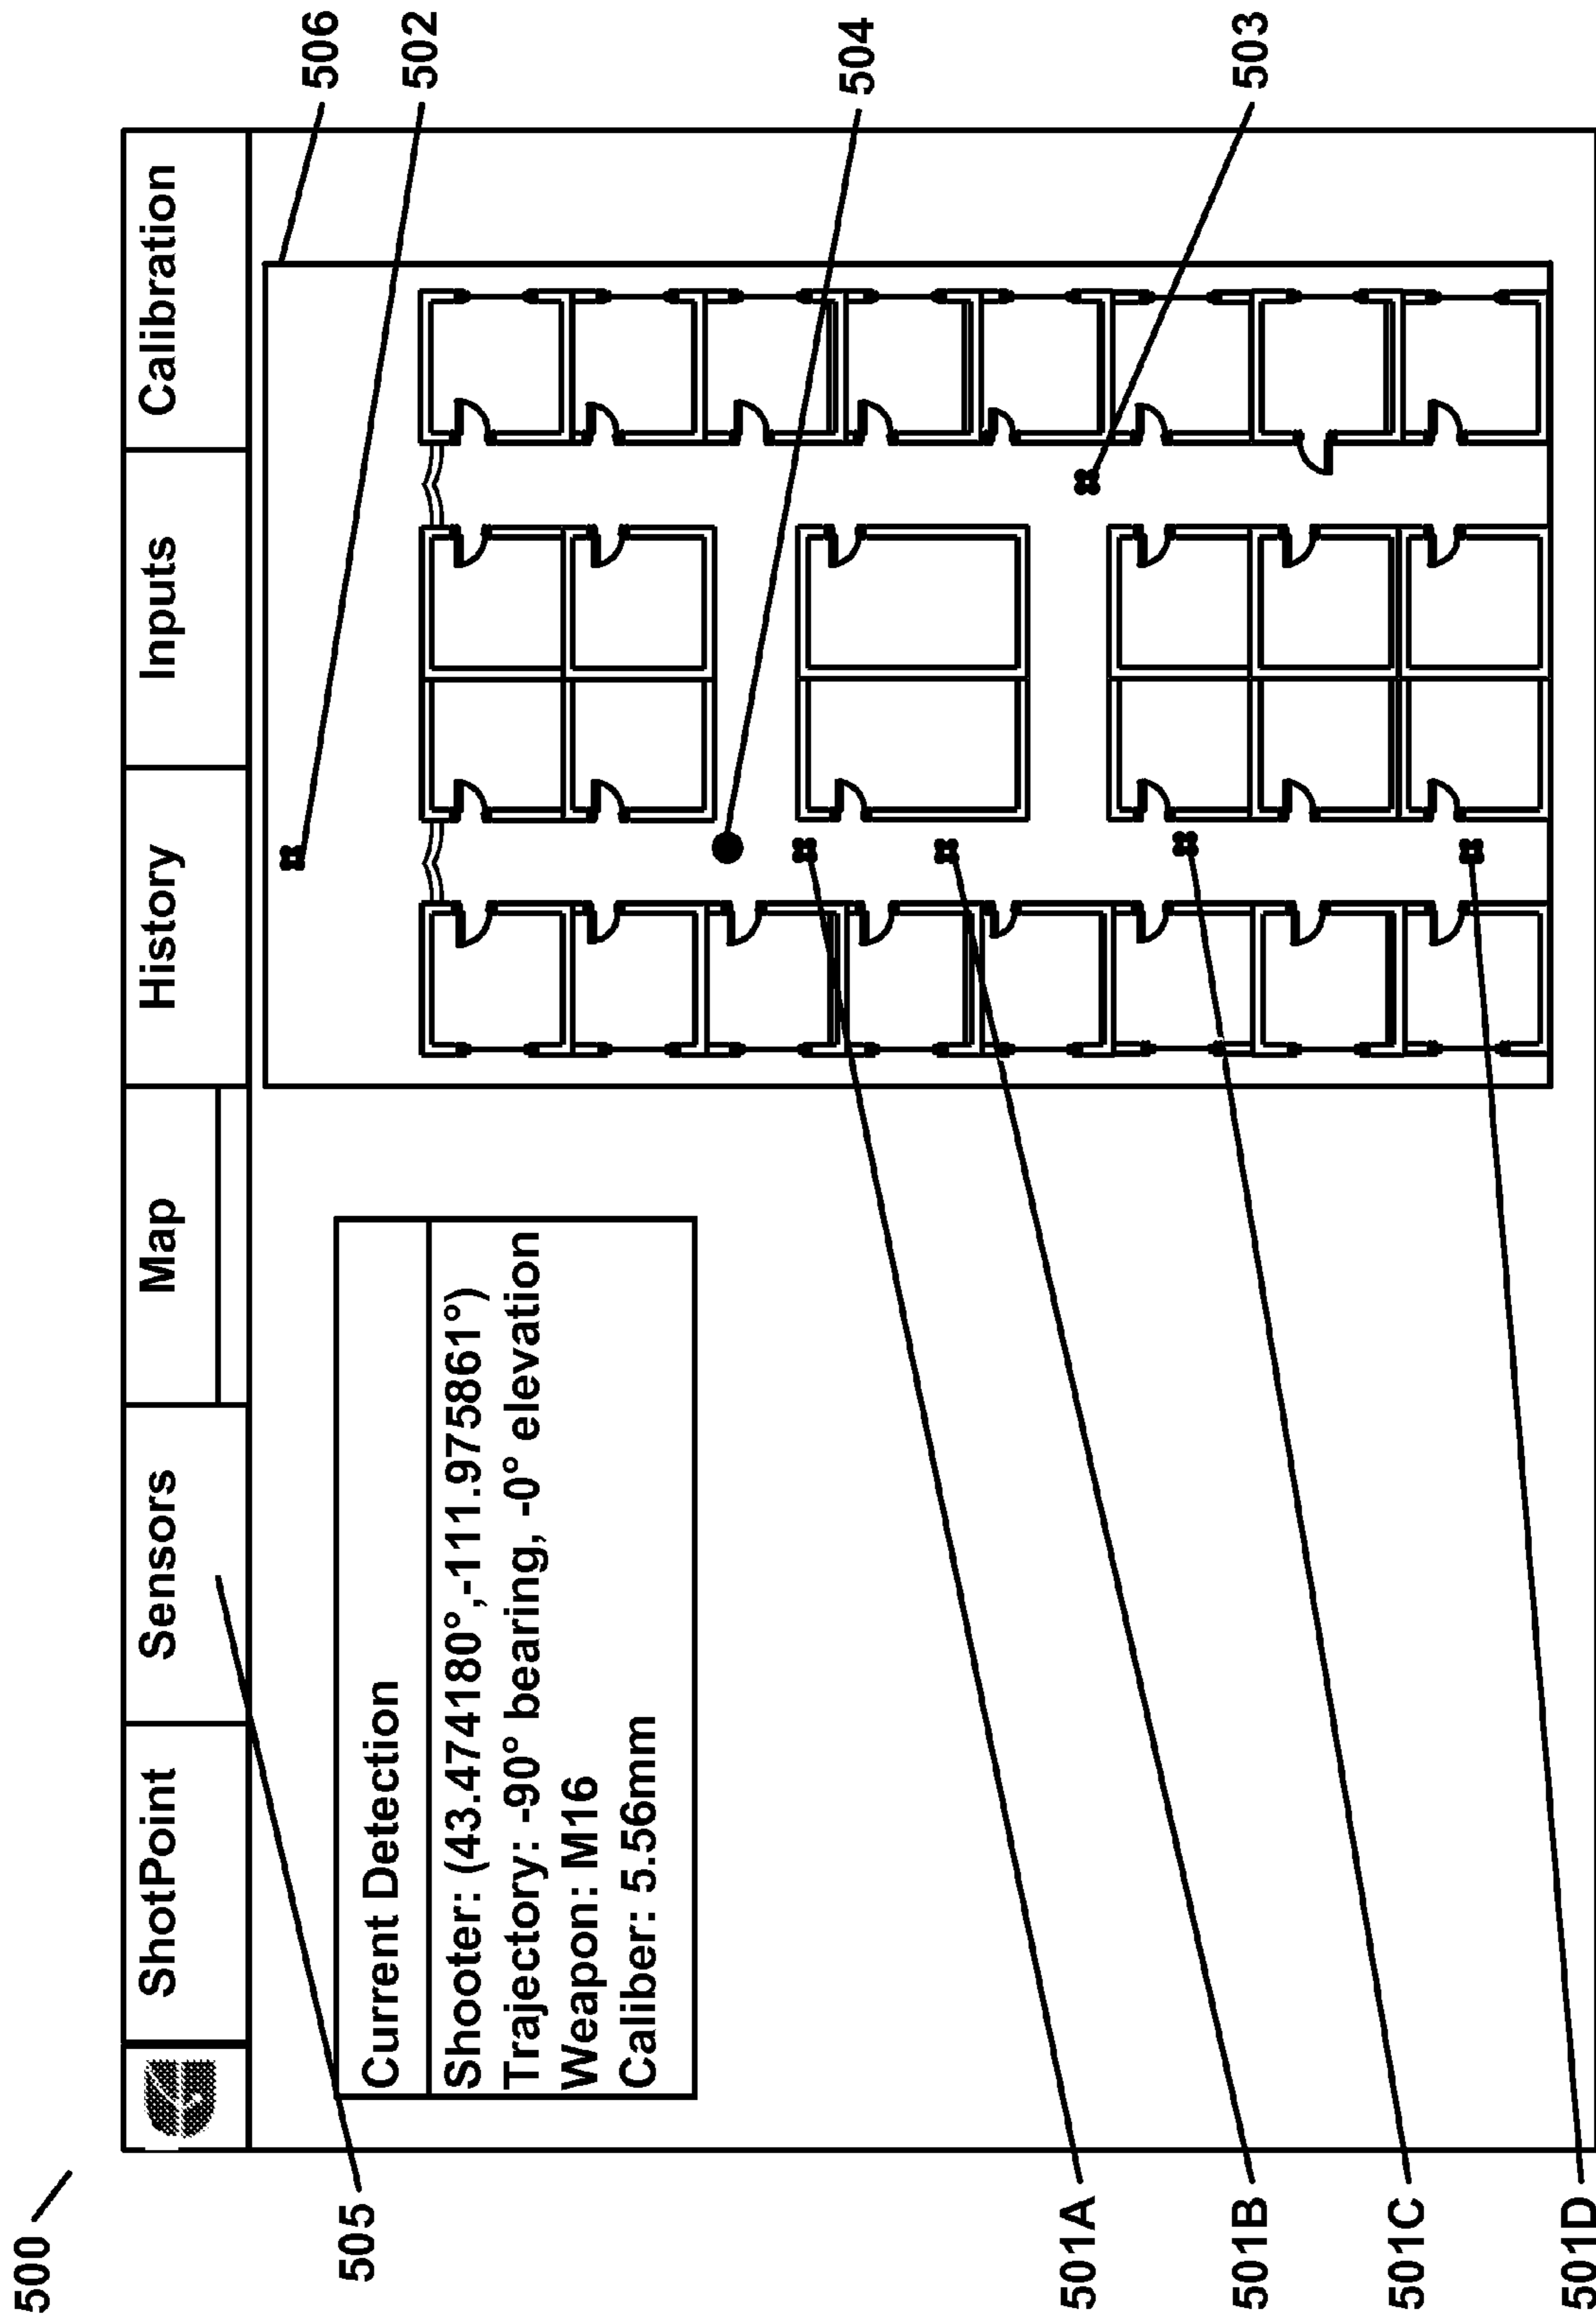 500
505
ShotPoint
Sensors
Map
History
Inputs
Calibration
506
502
504
503
Current Detection
Shooter: (43.474180°,-111.975861°)
Trajectory: -90° bearing, -0° elevation
Weapon: M16
Caliber: 5.56mm
501A
501B
501C
501D